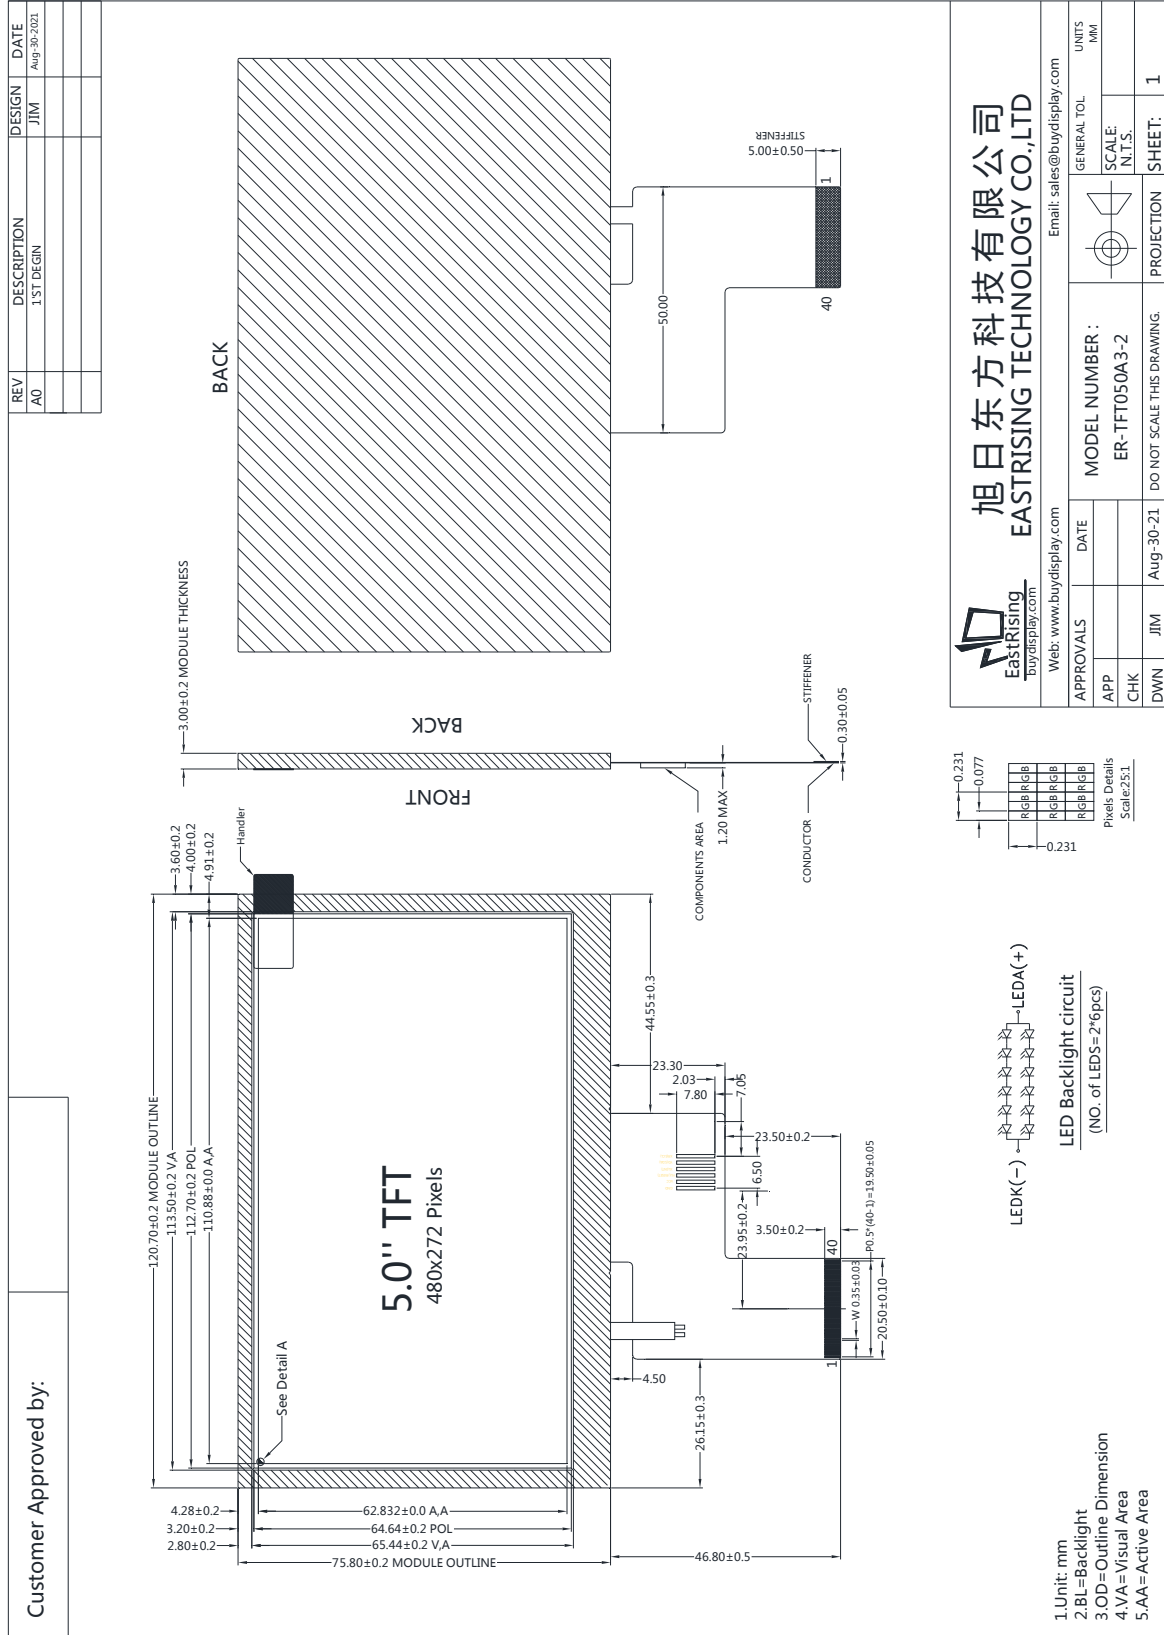 Customer Approved by:
REV DESCRIPTION DESIGN DATE
A0 1'ST DEGIN JIM Aug-30-2021
120.70±0.2 MODULE OUTLINE
113.50±0.2 V,A
112.70±0.2 POL
110.88±0.0 A,A
3.60±0.2
4.00±0.2
4.91±0.2
Handler
See Detail A
5.0'' TFT
480x272 Pixels
4.28±0.2
3.20±0.2
2.80±0.2
62.832±0.0 A,A
64.64±0.2 POL
65.44±0.2 V,A
75.80±0.2 MODULE OUTLINE
46.80±0.5
26.15±0.3
4.50
44.55±0.3
23.30
2.03
7.80
7.05
23.50±0.2
6.50
23.95±0.2
3.50±0.2
1
40
W 0.35±0.03
P0.5*(40-1)=19.50±0.05
20.50±0.10
3.00±0.2 MODULE THICKNESS
FRONT
BACK
COMPONENTS AREA
1.20 MAX
CONDUCTOR
STIFFENER
0.30±0.05
BACK
50.00
40
1
5.00±0.50
STIFFENER
1.Unit: mm
2.BL=Backlight
3.OD=Outline Dimension
4.VA=Visual Area
5.AA=Active Area
LEDK(-)
LEDA(+)
LED Backlight circuit
(NO. of LEDS=2*6pcs)
0.231
0.077
0.231
R G B R G B
R G B R G B
R G B R G B
Pixels Details
Scale:25:1
EastRising
buydisplay.com
旭日东方科技有限公司
EASTRISING TECHNOLOGY CO.,LTD
Web: www.buydisplay.com Email: sales@buydisplay.com
APPROVALS DATE
APP
CHK
DWN JIM Aug-30-21
MODEL NUMBER :
ER-TFT050A3-2
DO NOT SCALE THIS DRAWING.
PROJECTION
GENERAL TOL
UNITS
MM
SCALE:
N.T.S.
SHEET: 1